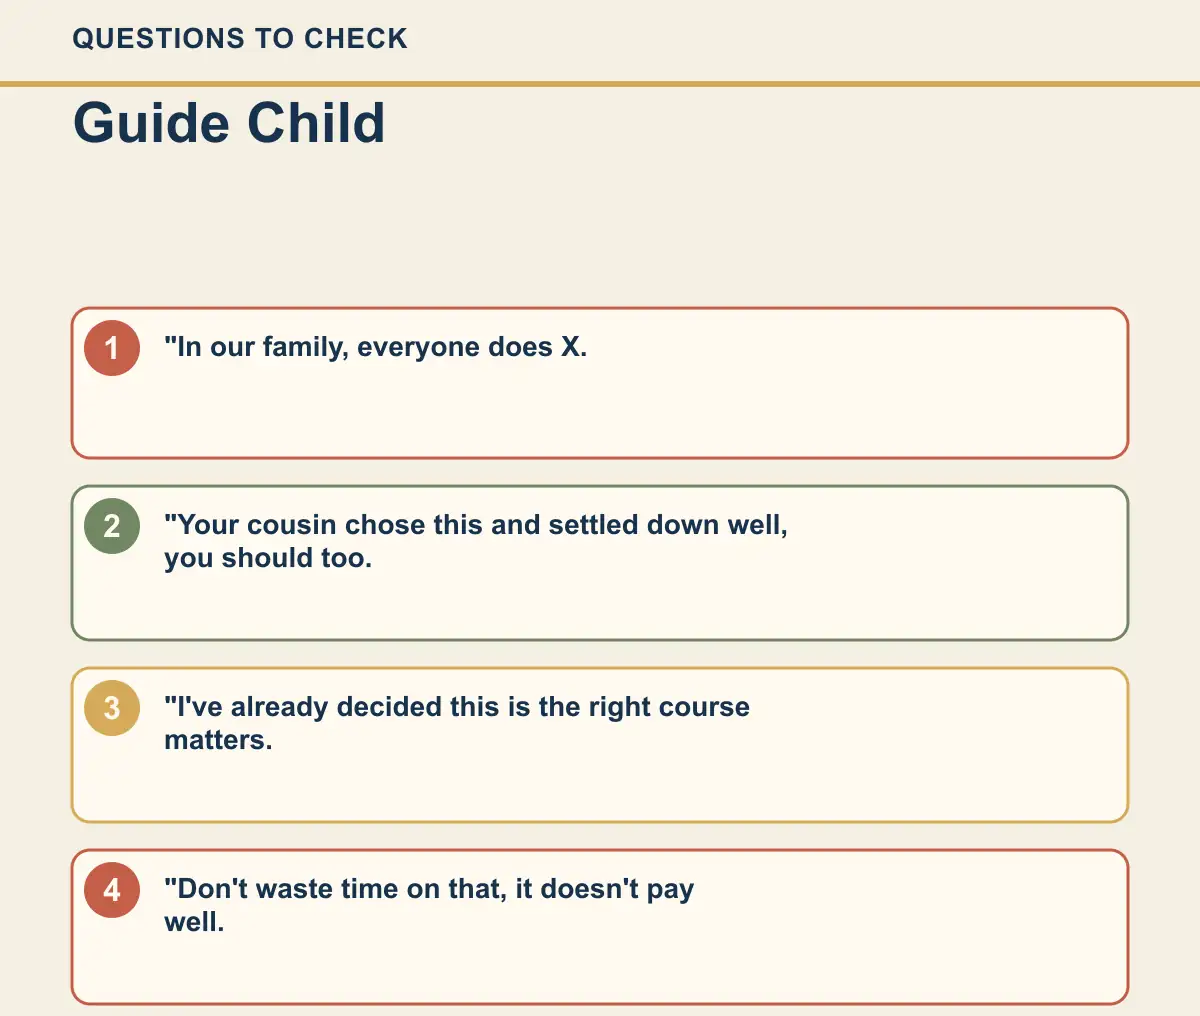 QUESTIONS TO CHECK
Guide Child
1
"In our family, everyone does X.
2
"Your cousin chose this and settled down well,
you should too.
3
"I've already decided this is the right course
matters.
4
"Don't waste time on that, it doesn't pay
well.